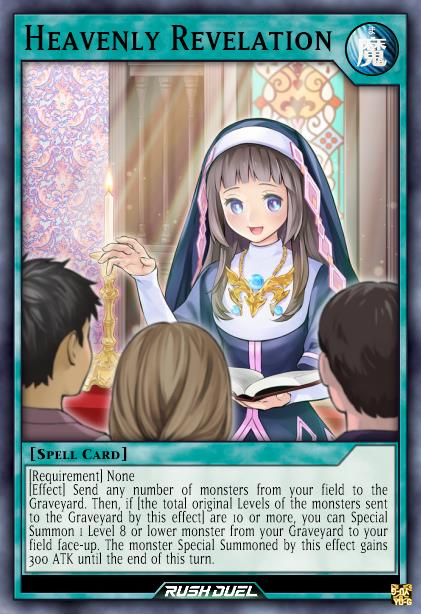 Heavenly Revelation
ま
魔
[Spell Card]
[Requirement] None
[Effect] Send any number of monsters from your field to the
Graveyard. Then, if [the total original Levels of the monsters sent
to the Graveyard by this effect] are 10 or more, you can Special
Summon 1 Level 8 or lower monster from your Graveyard to your
field face-up. The monster Special Summoned by this effect gains
300 ATK until the end of this turn.
RUSH DUEL